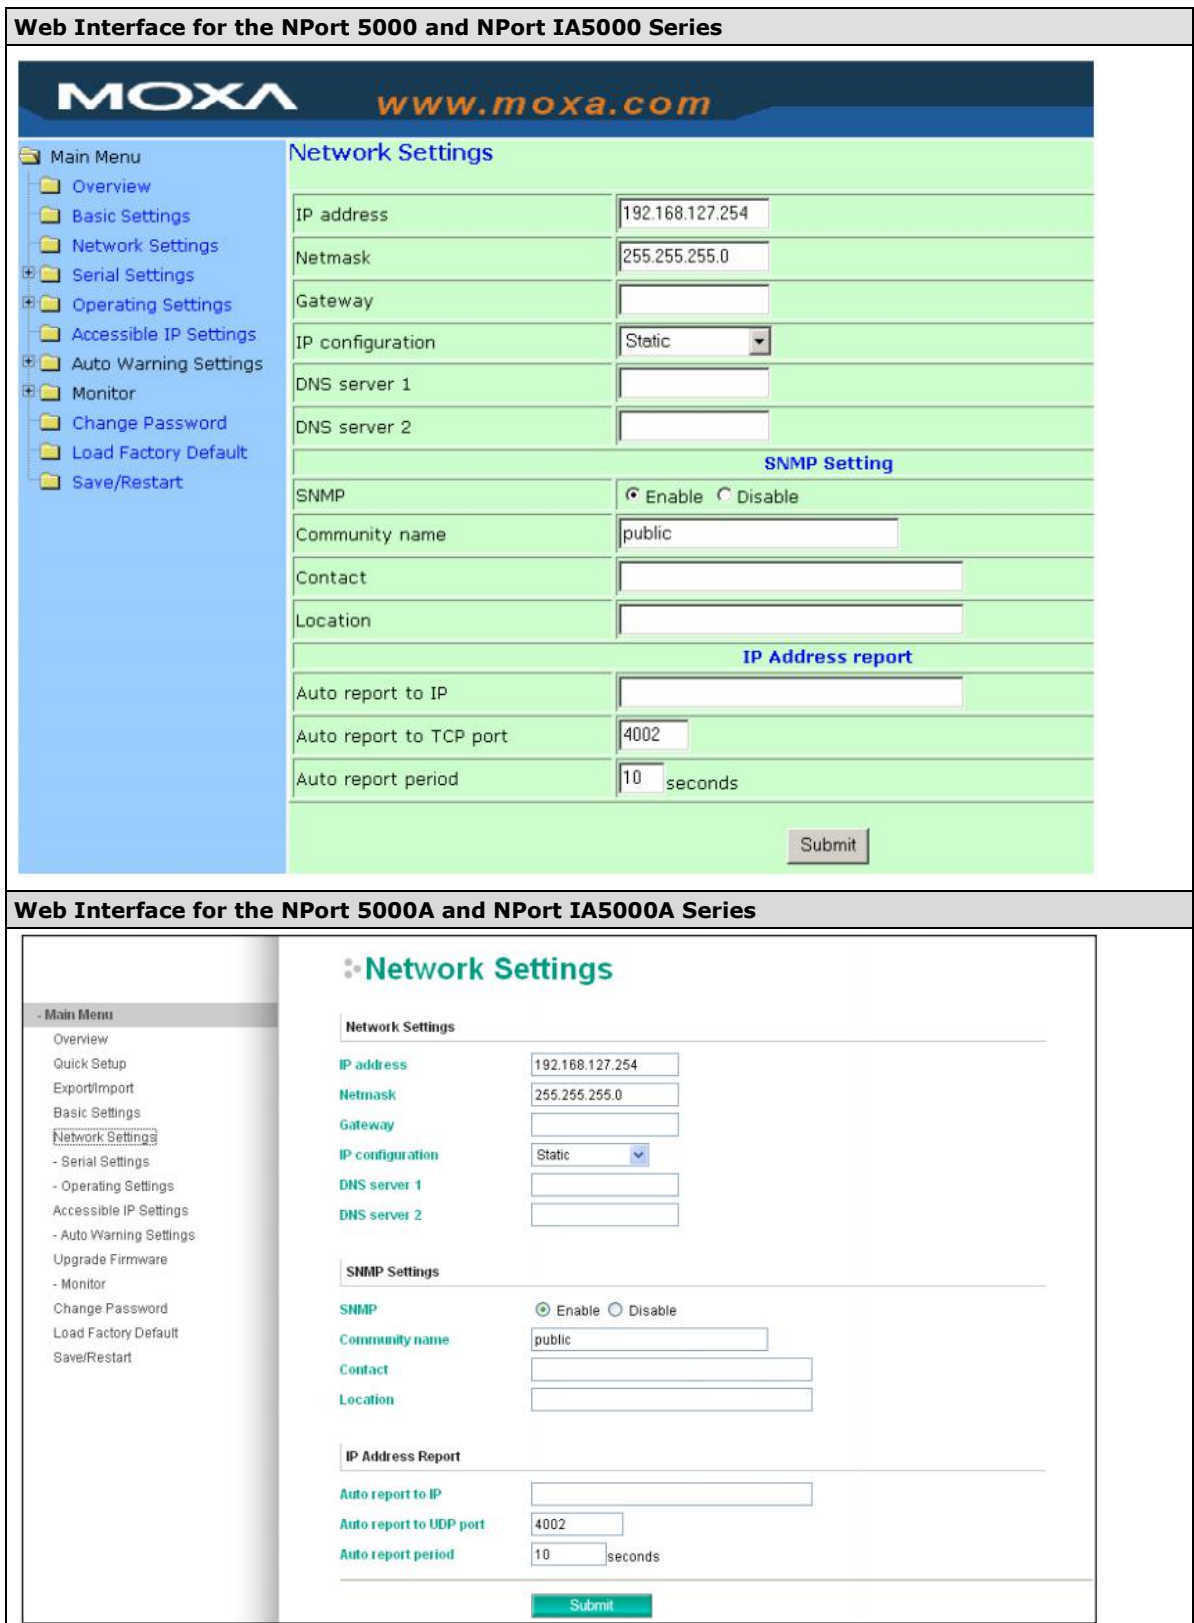 Web Interface for the NPort 5000 and NPort IA5000 Series
MOXA www.moxa.com
Main Menu
Overview
Basic Settings
Network Settings
Serial Settings
Operating Settings
Accessible IP Settings
Auto Warning Settings
Monitor
Change Password
Load Factory Default
Save/Restart
Network Settings
IP address 192.168.127.254
Netmask 255.255.255.0
Gateway
IP configuration Static
DNS server 1
DNS server 2
SNMP Setting
SNMP Enable Disable
Community name public
Contact
Location
IP Address report
Auto report to IP
Auto report to TCP port 4002
Auto report period 10 seconds
Submit
Web Interface for the NPort 5000A and NPort IA5000A Series
- Main Menu
Overview
Quick Setup
Export/Import
Basic Settings
Network Settings
- Serial Settings
- Operating Settings
Accessible IP Settings
- Auto Warning Settings
Upgrade Firmware
- Monitor
Change Password
Load Factory Default
Save/Restart
Network Settings
Network Settings
IP address 192.168.127.254
Netmask 255.255.255.0
Gateway
IP configuration Static
DNS server 1
DNS server 2
SNMP Settings
SNMP Enable Disable
Community name public
Contact
Location
IP Address Report
Auto report to IP
Auto report to UDP port 4002
Auto report period 10 seconds
Submit